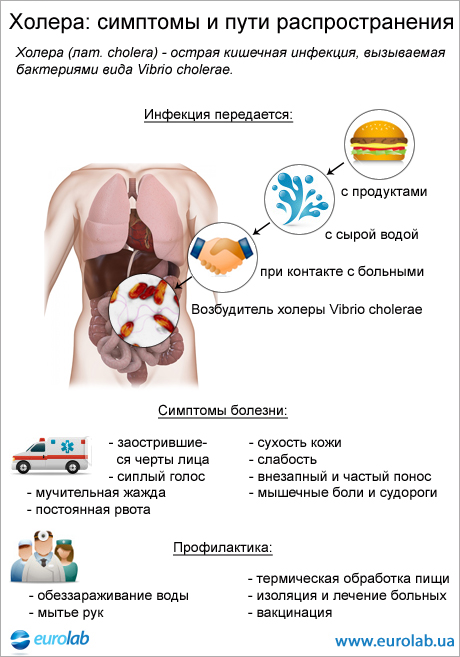 Холера: симптомы и пути распространения
Холера (лат. cholera) - острая кишечная инфекция, вызываемая
бактериями вида Vibrio cholerae.
Инфекция передается:
с продуктами
с сырой водой
при контакте с больными
Возбудитель холеры Vibrio cholerae
Симптомы болезни:
- заострившие-
ся черты лица
- сиплый голос
- мучительная жажда
- постоянная рвота
- сухость кожи
- слабость
- внезапный и частый понос
- мышечные боли и судороги
Профилактика:
- обеззараживание воды
- мытье рук
- термическая обработка пищи
- изоляция и лечение больных
- вакцинация
eurolab
www.eurolab.ua